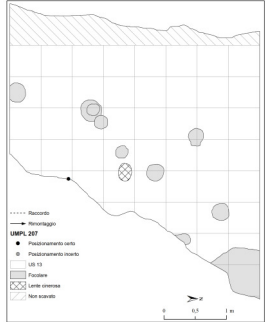 Raccordo
Rimontaggio
UMPL 207
Posizionamento certo
Posizionamento incerto
US 13
Focolare
Lente cinerosa
Non scavato
Z
0 0,5 1 m